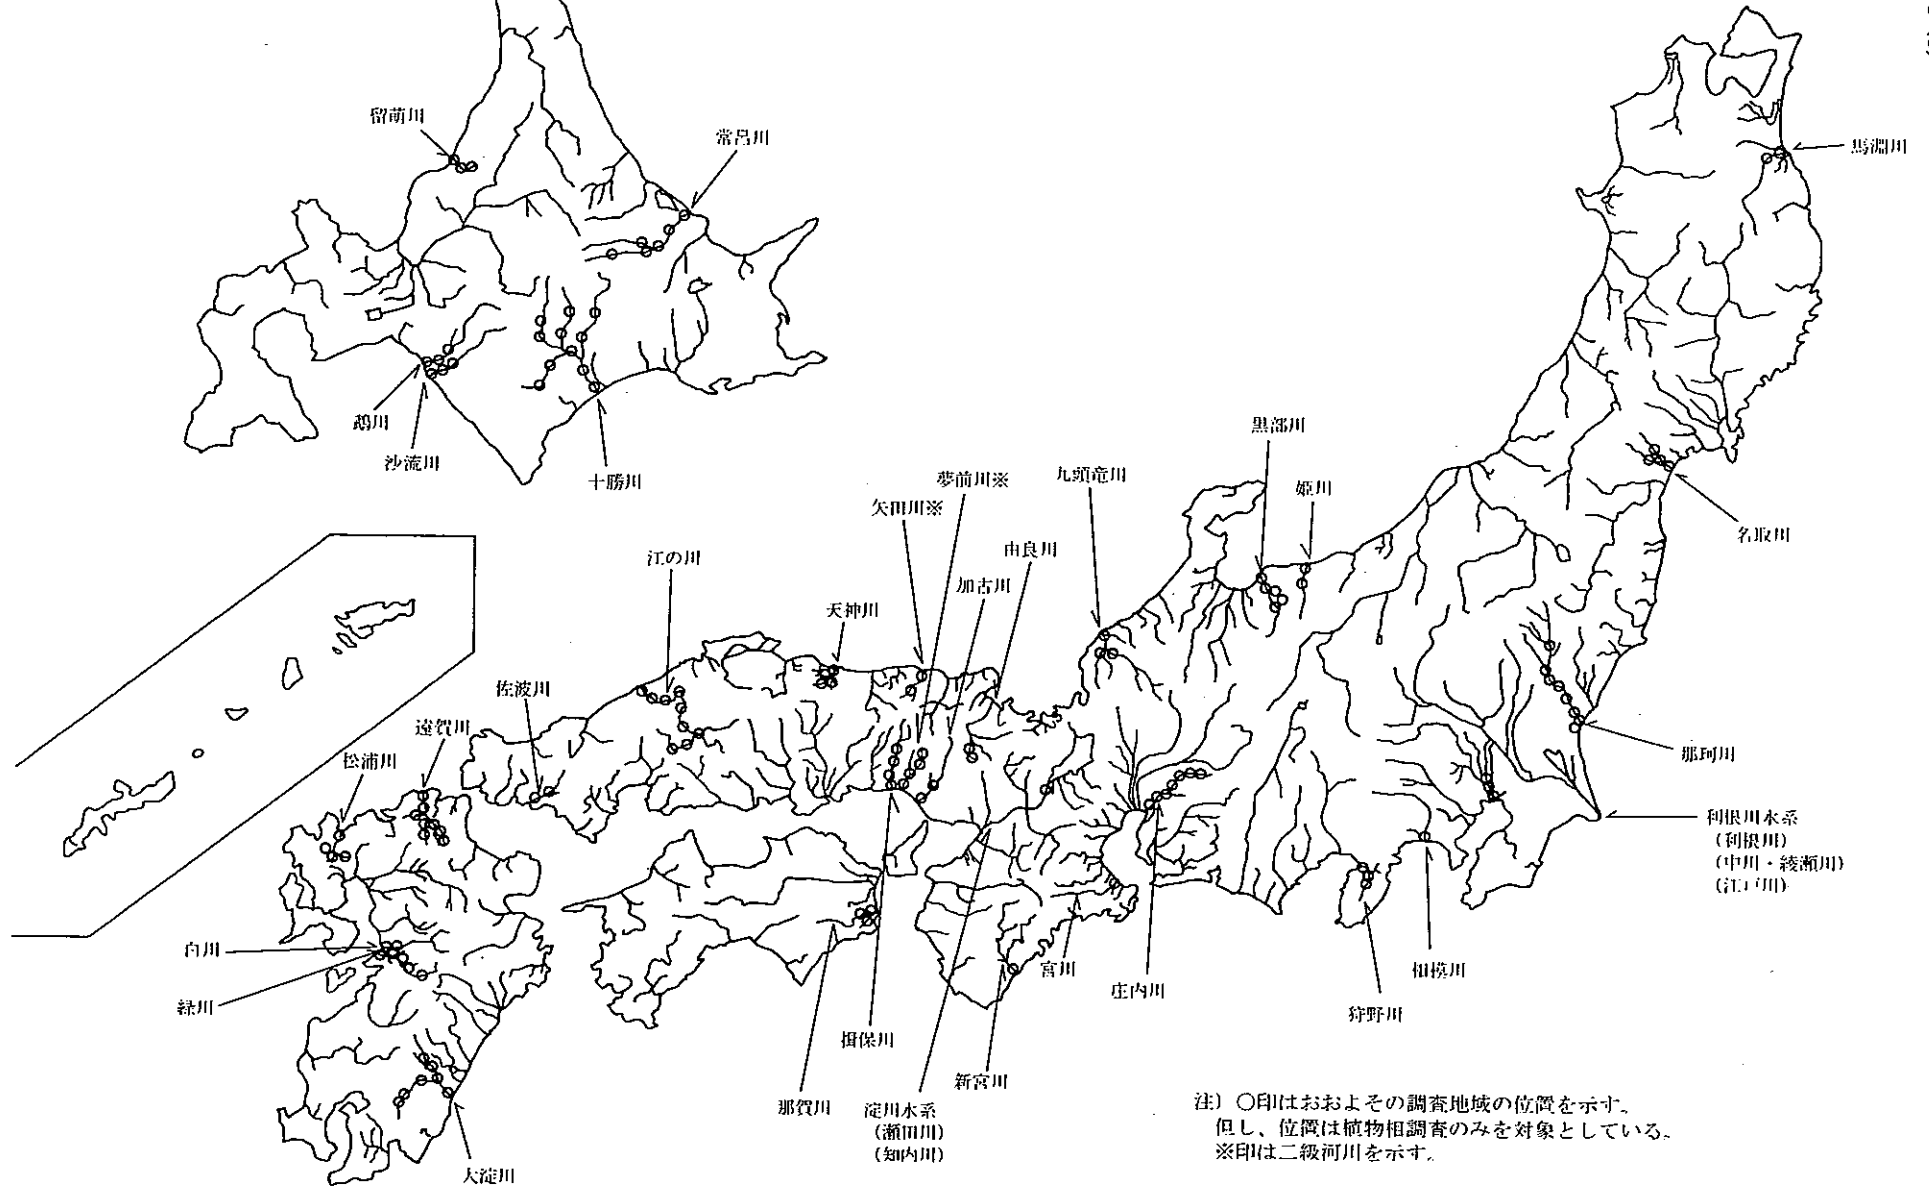 留萌川
常呂川
馬淵川
鵡川
沙流川
十勝川
黒部川
夢前川※
九頭竜川
姫川
矢田川※
名取川
江の川
由良川
加古川
天神川
佐波川
遠賀川
松浦川
那珂川
利根川水系
(利根川)
(中川・綾瀬川)
(江戸川)
白川
緑川
宮川
庄内川
相模川
狩野川
揖保川
新宮川
那賀川
淀川水系
(瀬田川)
(知内川)
大淀川
注) ○印はおおよその調査地域の位置を示す。
但し、位置は植物相調査のみを対象としている。
※印は二級河川を示す。